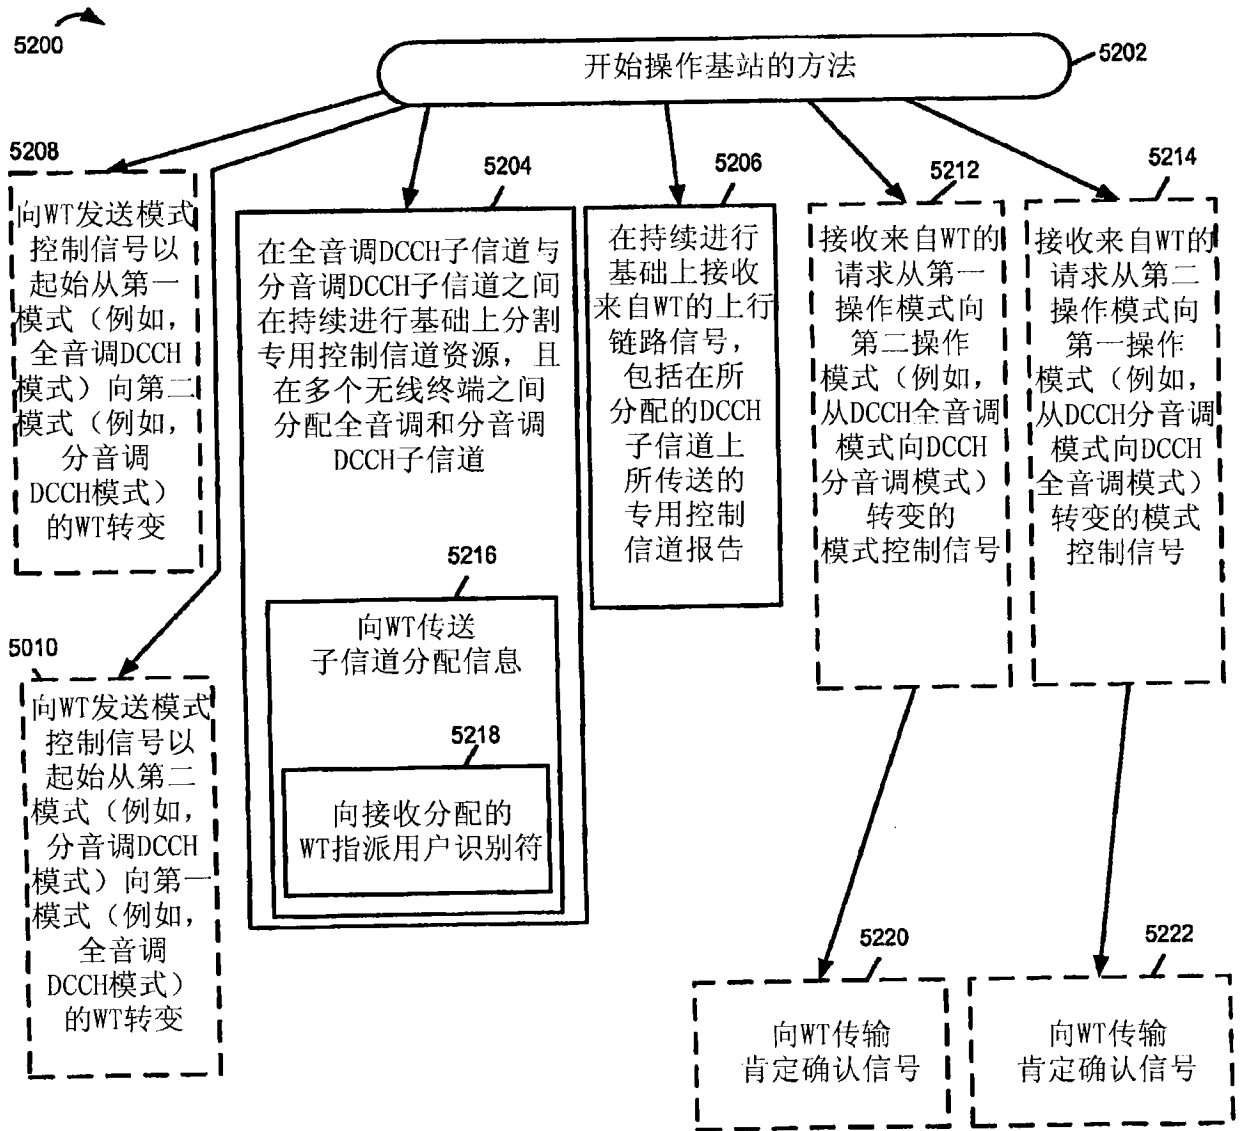 5200
开始操作基站的方法
5202
5208
向WT发送模式
控制信号以
起始从第一
模式（例如，
全音调DCCH
模式）向第二
模式（例如，
分音调
DCCH模式）
的WT转变
5204
在全音调DCCH子信道与
分音调DCCH子信道之间
在持续进行基础上分割
专用控制信道资源，且
在多个无线终端之间
分配全音调和分音调
DCCH子信道
5216
向WT传送
子信道分配信息
5218
向接收分配的
WT指派用户识别符
5206
在持续进行
基础上接收
来自WT的上行
链路信号，
包括在所
分配的DCCH
子信道上
所传送的
专用控制
信道报告
5212
接收来自WT的
请求从第一
操作模式向
第二操作
模式（例如，
从DCCH全音调
模式向DCCH
分音调模式）
转变的
模式控制信号
5214
接收来自WT的
请求从第二
操作模式向
第一操作
模式（例如，
从DCCH分音调
模式向DCCH
全音调模式）
转变的模式
控制信号
5010
向WT发送模式
控制信号以
起始从第二
模式（例如，
分音调DCCH
模式）向第一
模式（例如，
全音调
DCCH模式）
的WT转变
5220
向WT传输
肯定确认信号
5222
向WT传输
肯定确认信号